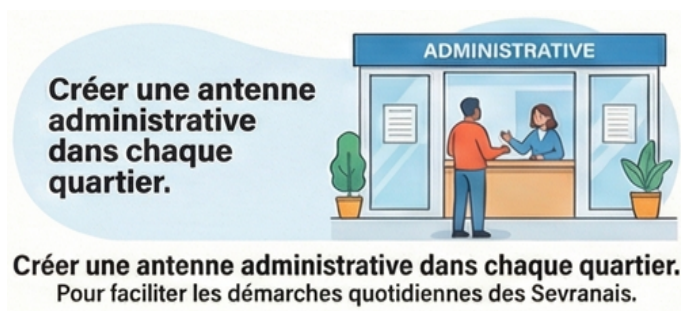 ADMINISTRATIVE
Créer une antenne
administrative
dans chaque
quartier.
Créer une antenne administrative dans chaque quartier.
Pour faciliter les démarches quotidiennes des Sevranais.